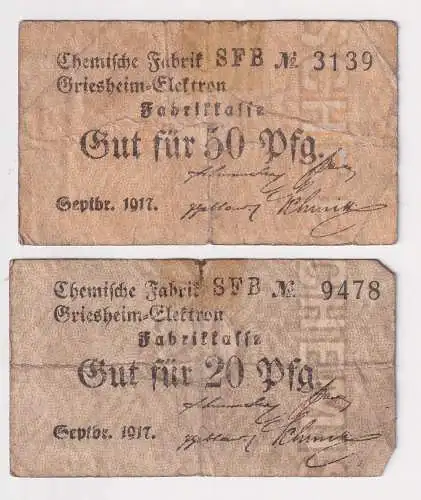 Chemische Fabrik SFB № 3139
Griesheim-Elektron
Fabrikkasse
Gut für 50 Pfg.
Septbr. 1917.
Chemische Fabrik SFB № 9478
Griesheim-Elektron
Fabrikkasse
Gut für 20 Pfg.
Septbr. 1917.